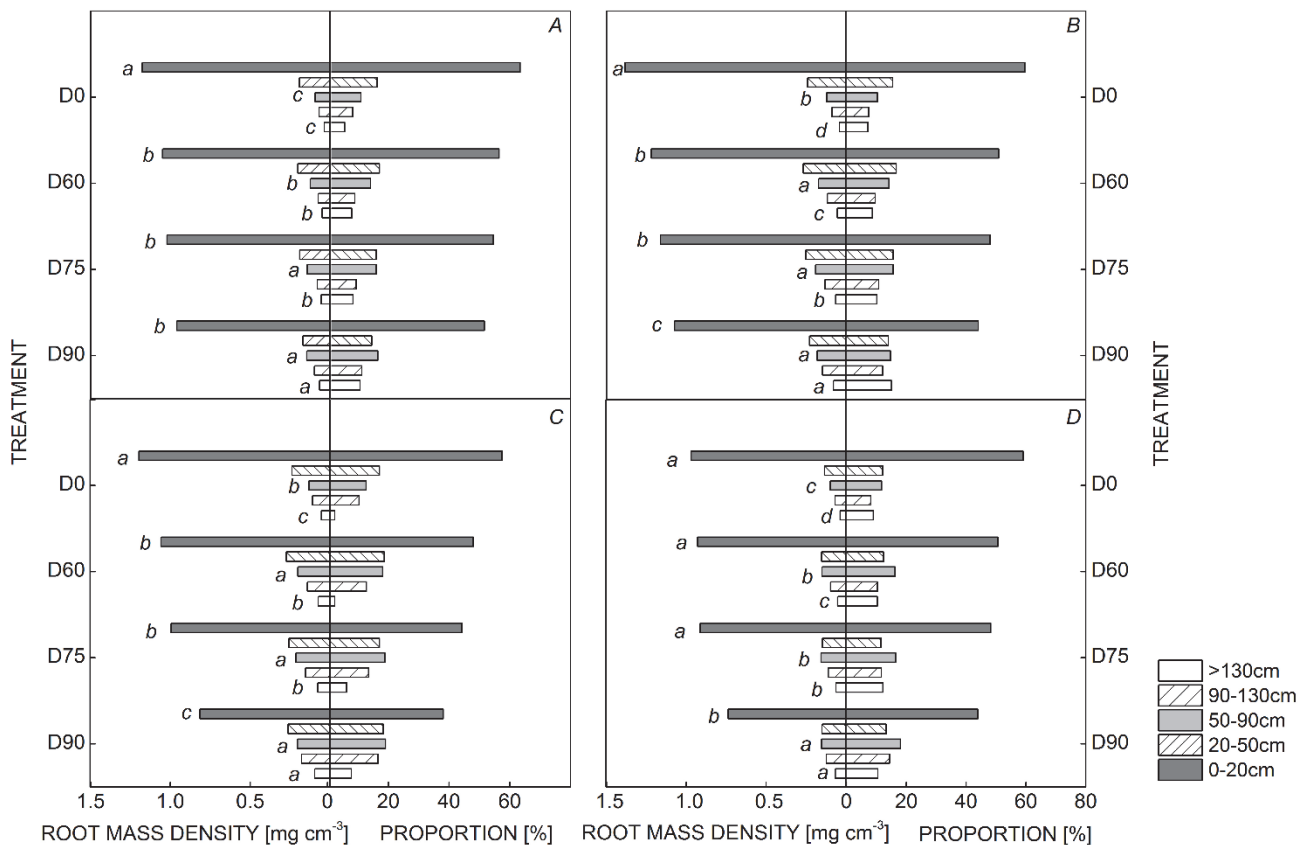 A
B
a
c
D0
c
b
b
D60
b
b
a
D75
b
b
a
D90
a
a
b
D0
d
b
a
D60
c
b
a
D75
b
c
a
D90
a
TREATMENT
TREATMENT
C
D
a
b
D0
c
b
a
D60
b
b
a
D75
b
c
a
D90
a
a
c
D0
d
a
b
D60
c
a
b
D75
b
b
a
D90
a
>130cm
90-130cm
50-90cm
20-50cm
0-20cm
1.5 1.0 0.5 0 20 40 60
1.5 1.0 0.5 0 20 40 60 80
ROOT MASS DENSITY [mg cm⁻³] PROPORTION [%]
ROOT MASS DENSITY [mg cm⁻³] PROPORTION [%]